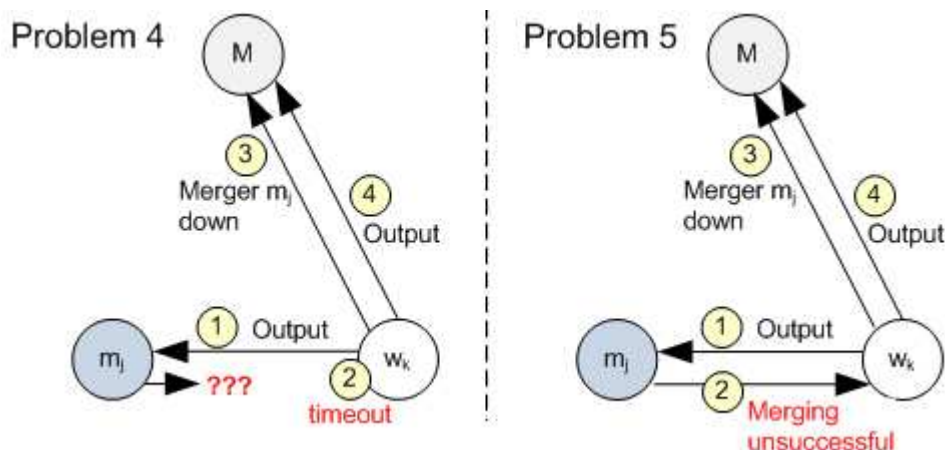 Problem 4
M
3
Merger mj
down
4
Output
1
Output
mj
wk
???
2
timeout
Problem 5
M
3
Merger mj
down
4
Output
1
Output
mj
wk
2
Merging
unsuccessful